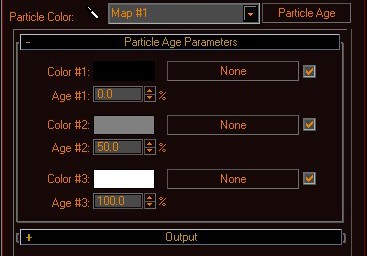 Particle Color: Map #1 Particle Age
- Particle Age Parameters
Color #1: None
Age #1: 0.0 %
Color #2: None
Age #2: 50.0 %
Color #3: None
Age #3: 100.0 %
+ Output